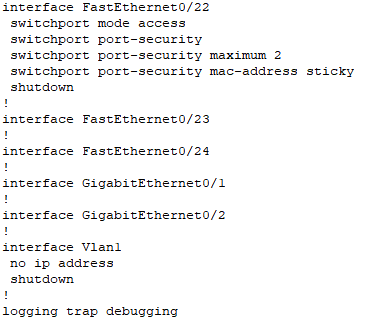 interface FastEthernet0/22
 switchport mode access
 switchport port-security
 switchport port-security maximum 2
 switchport port-security mac-address sticky
 shutdown
!
interface FastEthernet0/23
!
interface FastEthernet0/24
!
interface GigabitEthernet0/1
!
interface GigabitEthernet0/2
!
interface Vlan1
 no ip address
 shutdown
!
logging trap debugging